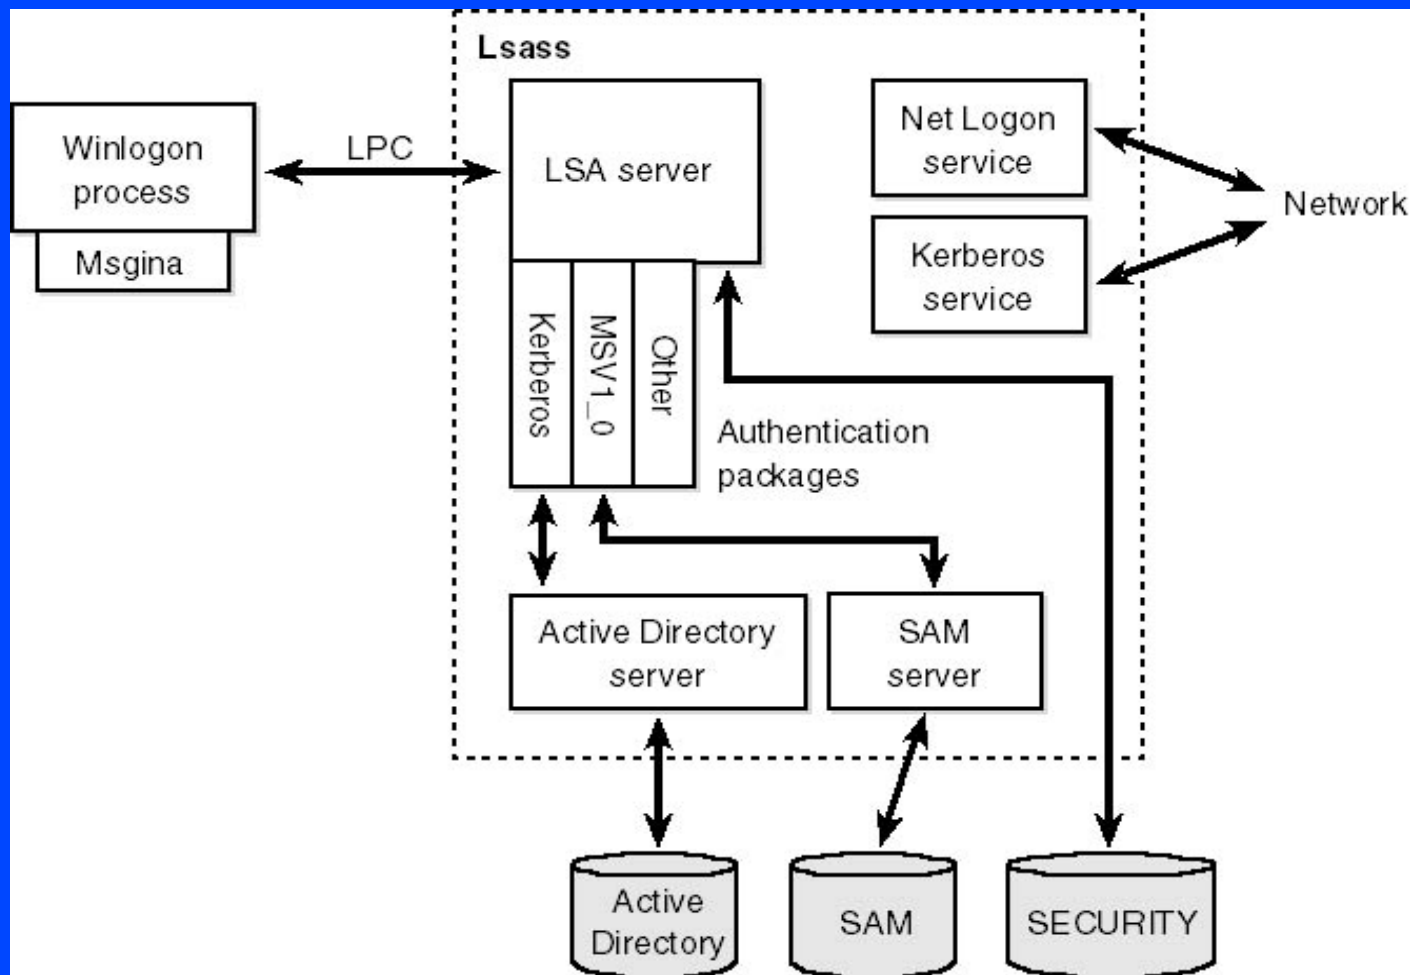 Lsass
Winlogon
process
Msgina
LPC
LSA server
Kerberos
MSV1_0
Other
Authentication
packages
Net Logon
service
Kerberos
service
Network
Active Directory
server
SAM
server
Active
Directory
SAM
SECURITY